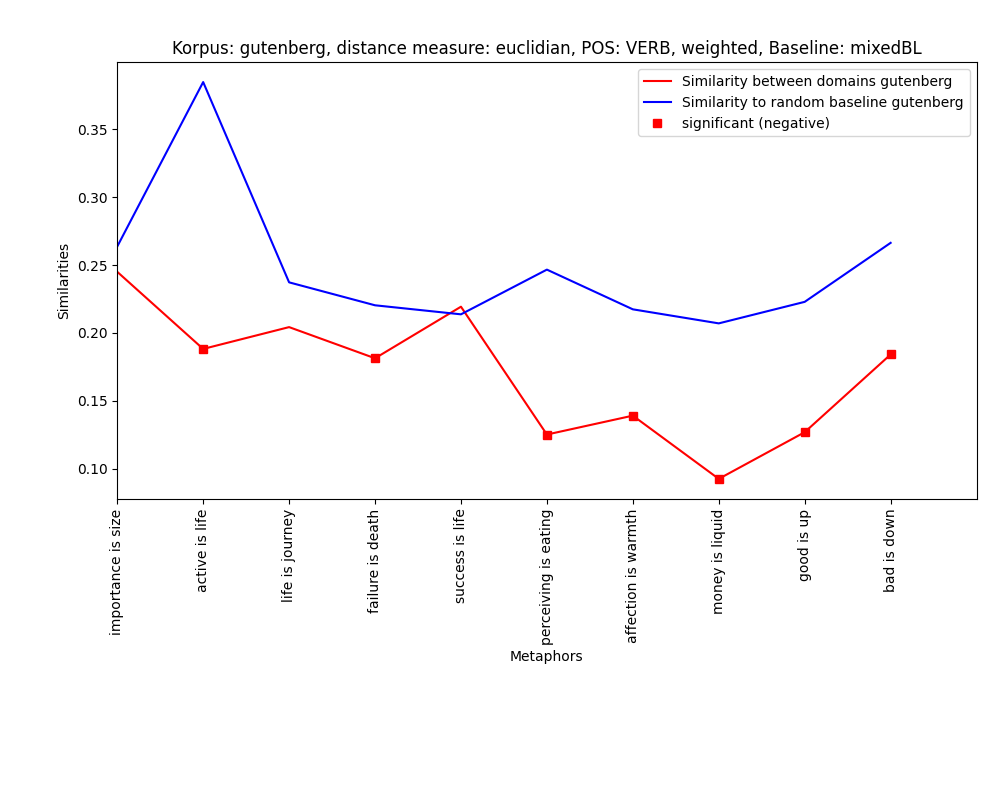 Korpus: gutenberg, distance measure: euclidian, POS: VERB, weighted, Baseline: mixedBL
Similarity between domains gutenberg
Similarity to random baseline gutenberg
significant (negative)
Similarities
0.35
0.30
0.25
0.20
0.15
0.10
importance is size
active is life
life is journey
failure is death
success is life
perceiving is eating
affection is warmth
money is liquid
good is up
bad is down
Metaphors